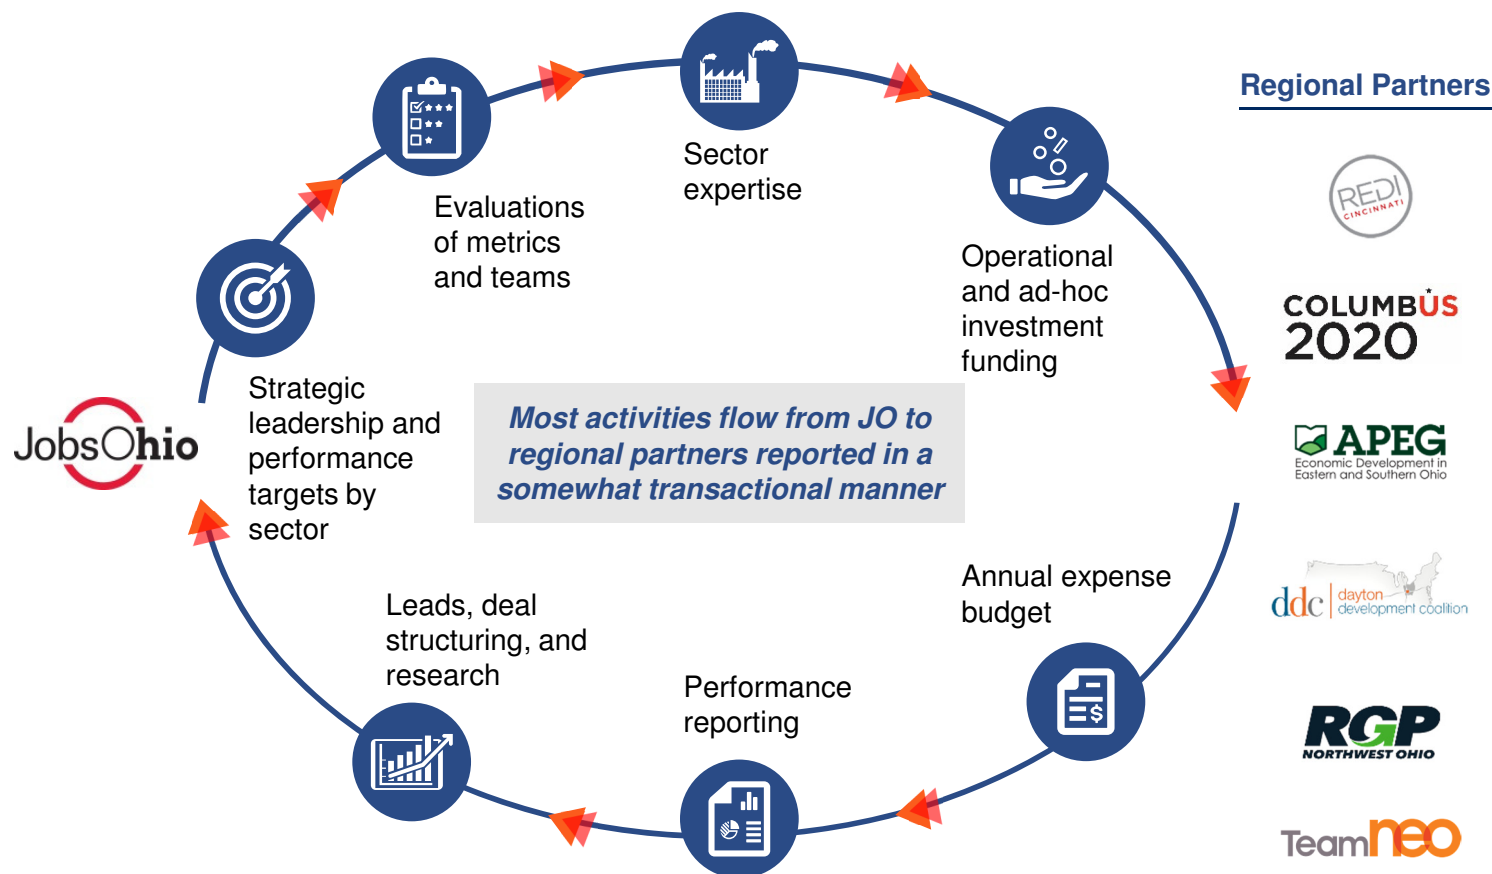 Regional Partners
REDI
CINCINNATI
COLUMBUS
2020
APEG
Economic Development in
Eastern and Southern Ohio
ddc
dayton
development coalition
RGP
NORTHWEST OHIO
Team neo
JobsOhio
Strategic
leadership and
performance
targets by
sector
Evaluations
of metrics
and teams
Sector
expertise
Operational
and ad-hoc
investment
funding
Most activities flow from JO to
regional partners reported in a
somewhat transactional manner
Annual expense
budget
$
Performance
reporting
Leads, deal
structuring, and
research